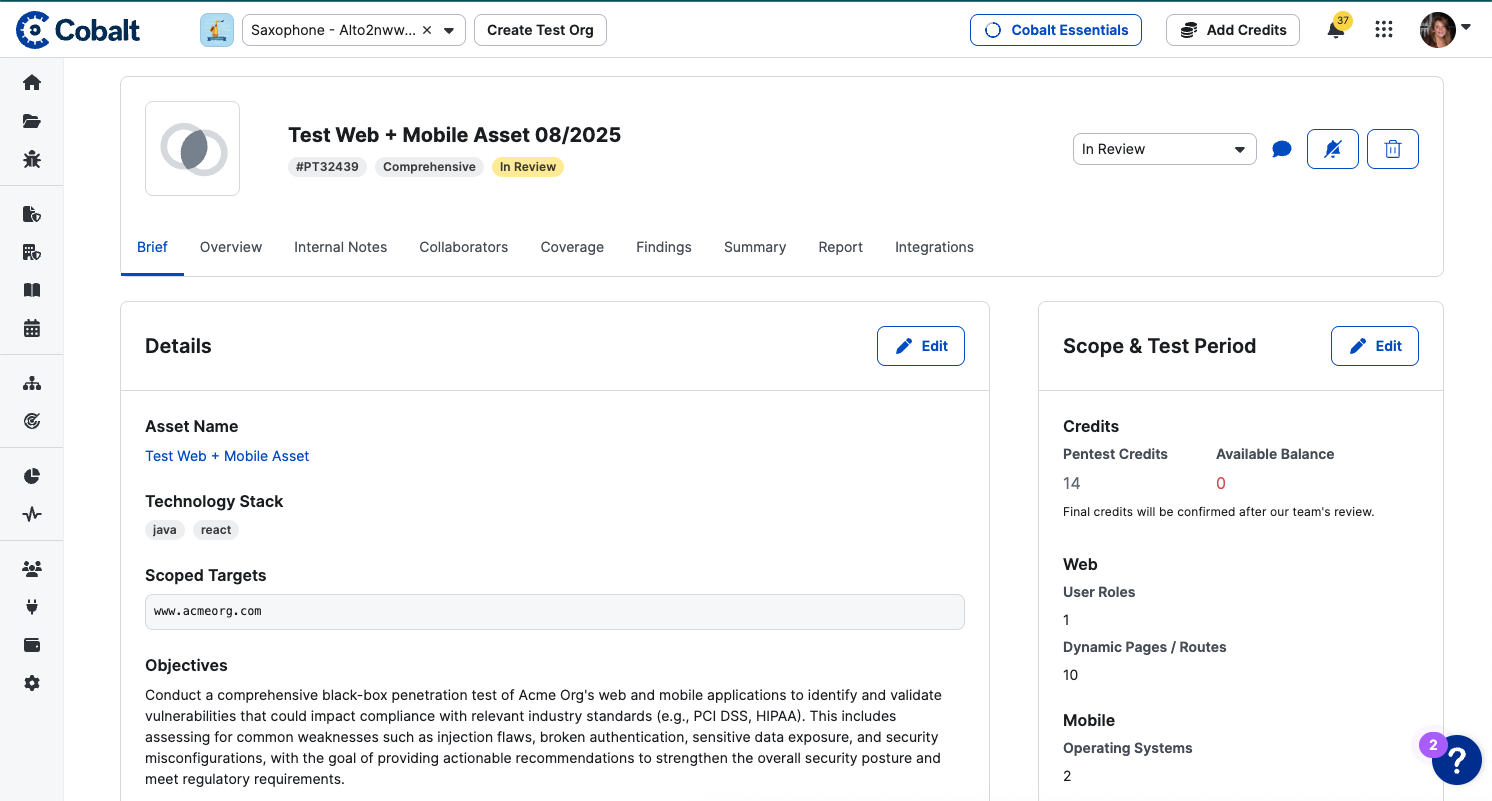 Cobalt
Saxophone - Alto2nww...
Create Test Org
Cobalt Essentials
Add Credits
37
Test Web + Mobile Asset 08/2025
#PT32439 Comprehensive In Review
In Review
Brief Overview Internal Notes Collaborators Coverage Findings Summary Report Integrations
Details
Edit
Asset Name
Test Web + Mobile Asset
Technology Stack
java react
Scoped Targets
www.acmeorg.com
Objectives
Conduct a comprehensive black-box penetration test of Acme Org's web and mobile applications to identify and validate
vulnerabilities that could impact compliance with relevant industry standards (e.g., PCI DSS, HIPAA). This includes
assessing for common weaknesses such as injection flaws, broken authentication, sensitive data exposure, and security
misconfigurations, with the goal of providing actionable recommendations to strengthen the overall security posture and
meet regulatory requirements.
Scope & Test Period
Edit
Credits
Pentest Credits Available Balance
14 0
Final credits will be confirmed after our team's review.
Web
User Roles
1
Dynamic Pages / Routes
10
Mobile
Operating Systems
2
2
?